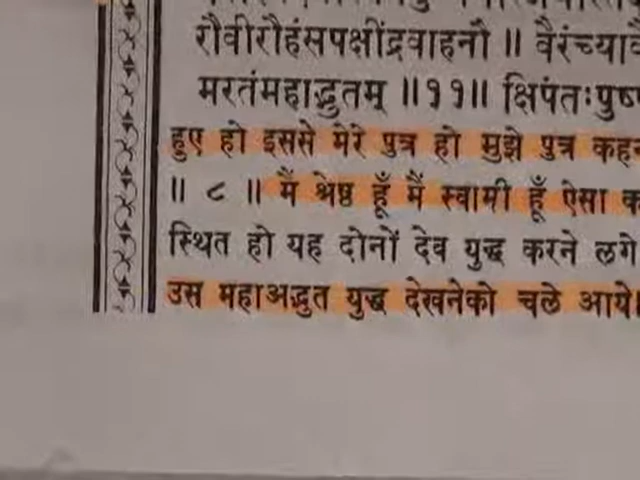 रौवीरौहंसपक्षींद्रवाहनौ ॥ वैरंच्या
मरतंमहाद्भुतम् ॥११॥ क्षिपंतःपुष्प
हुए हो इससे मेरे पुत्र हो मुझे पुत्र कहन
॥ ८ ॥ मैं श्रेष्ठ हूँ मैं स्वामी हूँ ऐसा क
स्थित हो यह दोनों देव युद्ध करने लगे
उस महाअद्भुत युद्ध देखनेको चले आये।